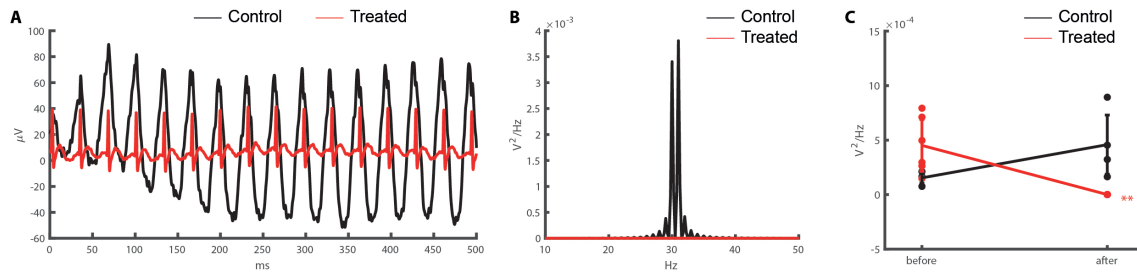 A
Control
Treated
μV
100
80
60
40
20
0
-20
-40
-60
0
50
100
150
200
250
300
350
400
450
500
ms
B
Control
Treated
×10⁻³
V²/Hz
4
3.5
3
2.5
2
1.5
1
0.5
0
10
20
30
40
50
Hz
C
Control
Treated
×10⁻⁴
V²/Hz
15
10
5
0
-5
**
before
after